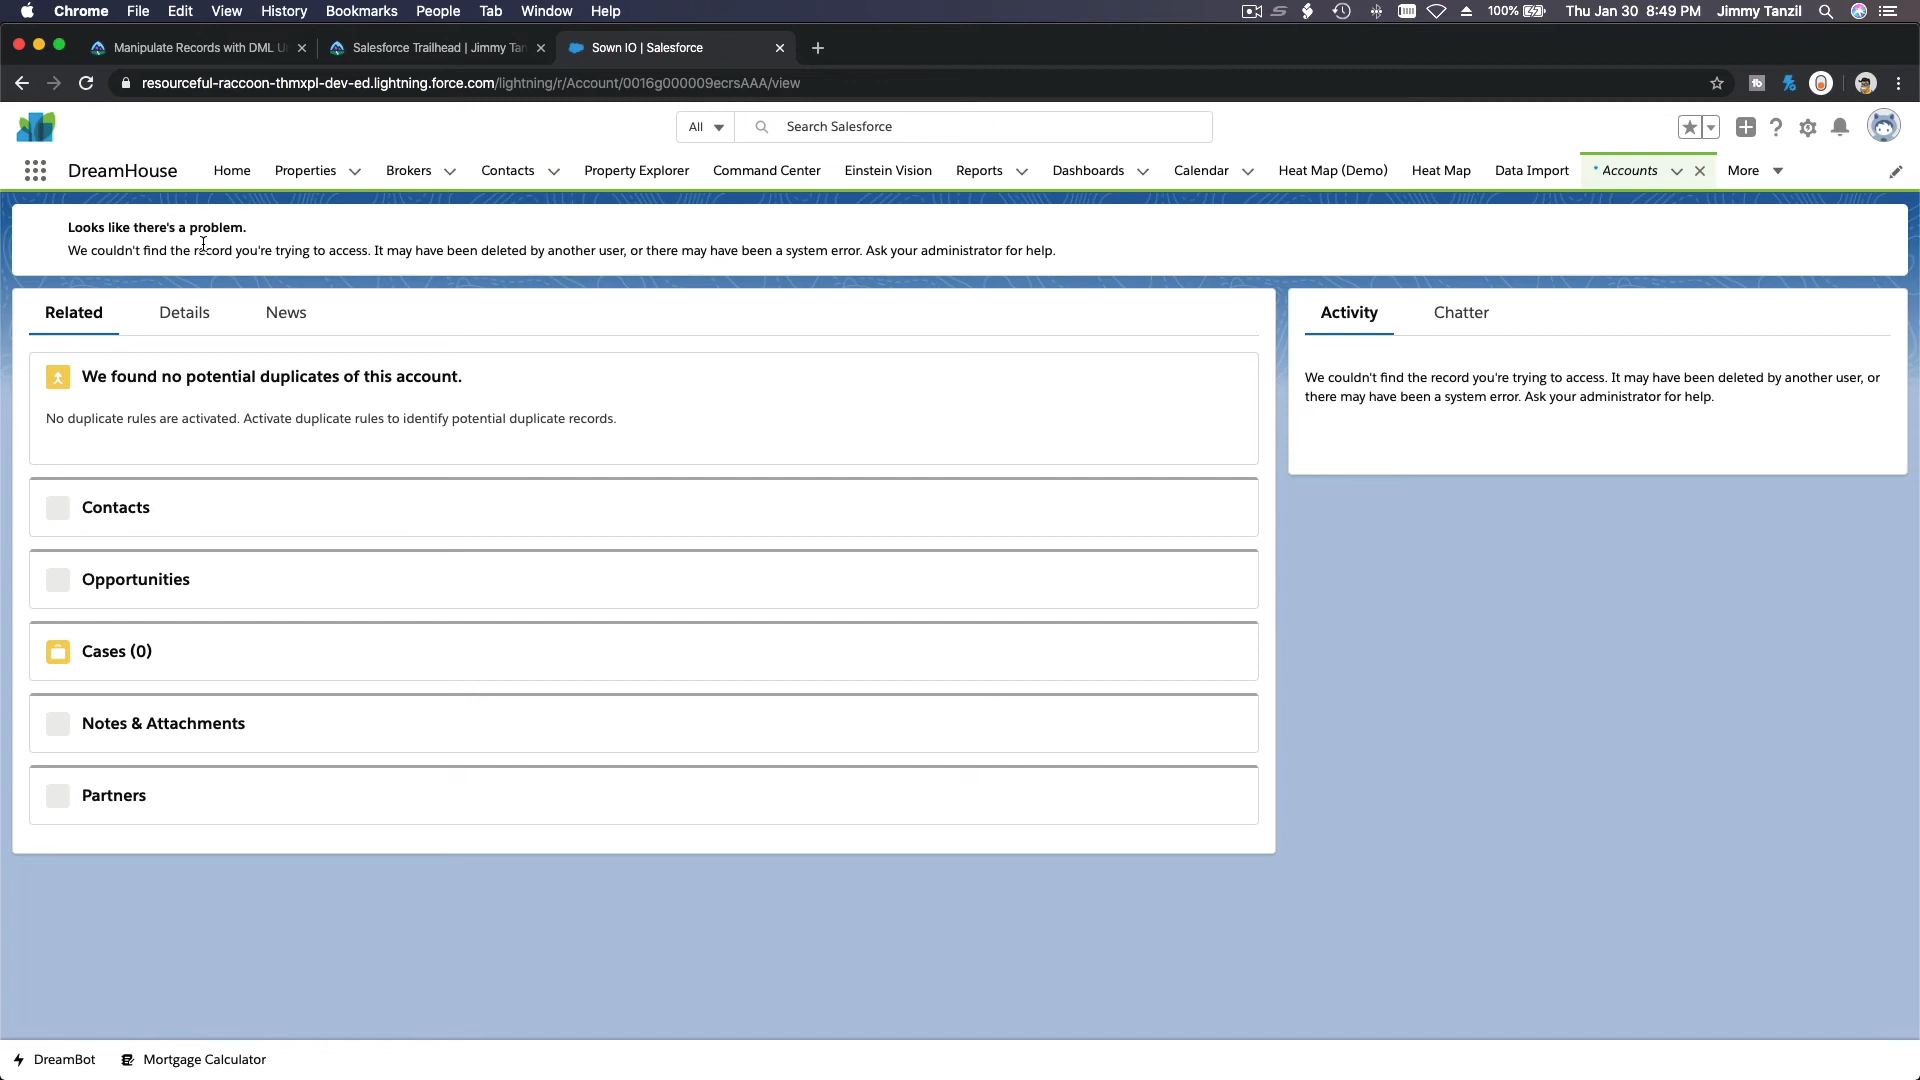 Chrome File Edit View History Bookmarks People Tab Window Help 100% Thu Jan 30 8:49 PM Jimmy Tanzil
Manipulate Records with DML U Salesforce Trailhead | Jimmy Tan Sown IO | Salesforce
resourceful-raccoon-thmxpl-dev-ed.lightning.force.com/lightning/r/Account/0016g000009ecrsAAA/view
All Search Salesforce
DreamHouse Home Properties Brokers Contacts Property Explorer Command Center Einstein Vision Reports Dashboards Calendar Heat Map (Demo) Heat Map Data Import * Accounts More
Looks like there's a problem.
We couldn't find the record you're trying to access. It may have been deleted by another user, or there may have been a system error. Ask your administrator for help.
Related Details News
We found no potential duplicates of this account.
No duplicate rules are activated. Activate duplicate rules to identify potential duplicate records.
Contacts
Opportunities
Cases (0)
Notes & Attachments
Partners
Activity Chatter
We couldn't find the record you're trying to access. It may have been deleted by another user, or
there may have been a system error. Ask your administrator for help.
DreamBot Mortgage Calculator